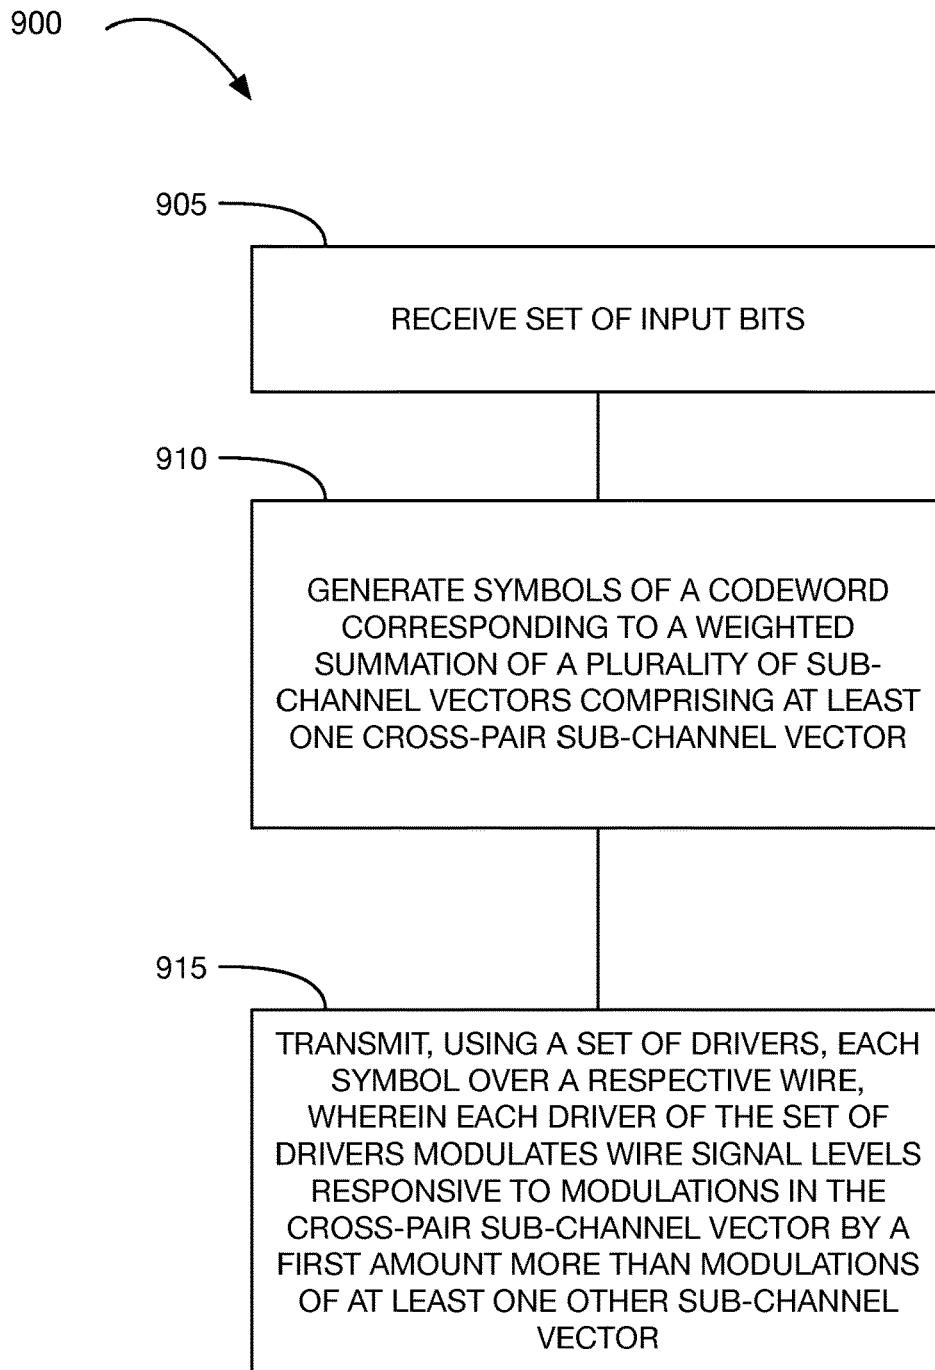 900
905
RECEIVE SET OF INPUT BITS
910
GENERATE SYMBOLS OF A CODEWORD
CORRESPONDING TO A WEIGHTED
SUMMATION OF A PLURALITY OF SUB-
CHANNEL VECTORS COMPRISING AT LEAST
ONE CROSS-PAIR SUB-CHANNEL VECTOR
915
TRANSMIT, USING A SET OF DRIVERS, EACH
SYMBOL OVER A RESPECTIVE WIRE,
WHEREIN EACH DRIVER OF THE SET OF
DRIVERS MODULATES WIRE SIGNAL LEVELS
RESPONSIVE TO MODULATIONS IN THE
CROSS-PAIR SUB-CHANNEL VECTOR BY A
FIRST AMOUNT MORE THAN MODULATIONS
OF AT LEAST ONE OTHER SUB-CHANNEL
VECTOR